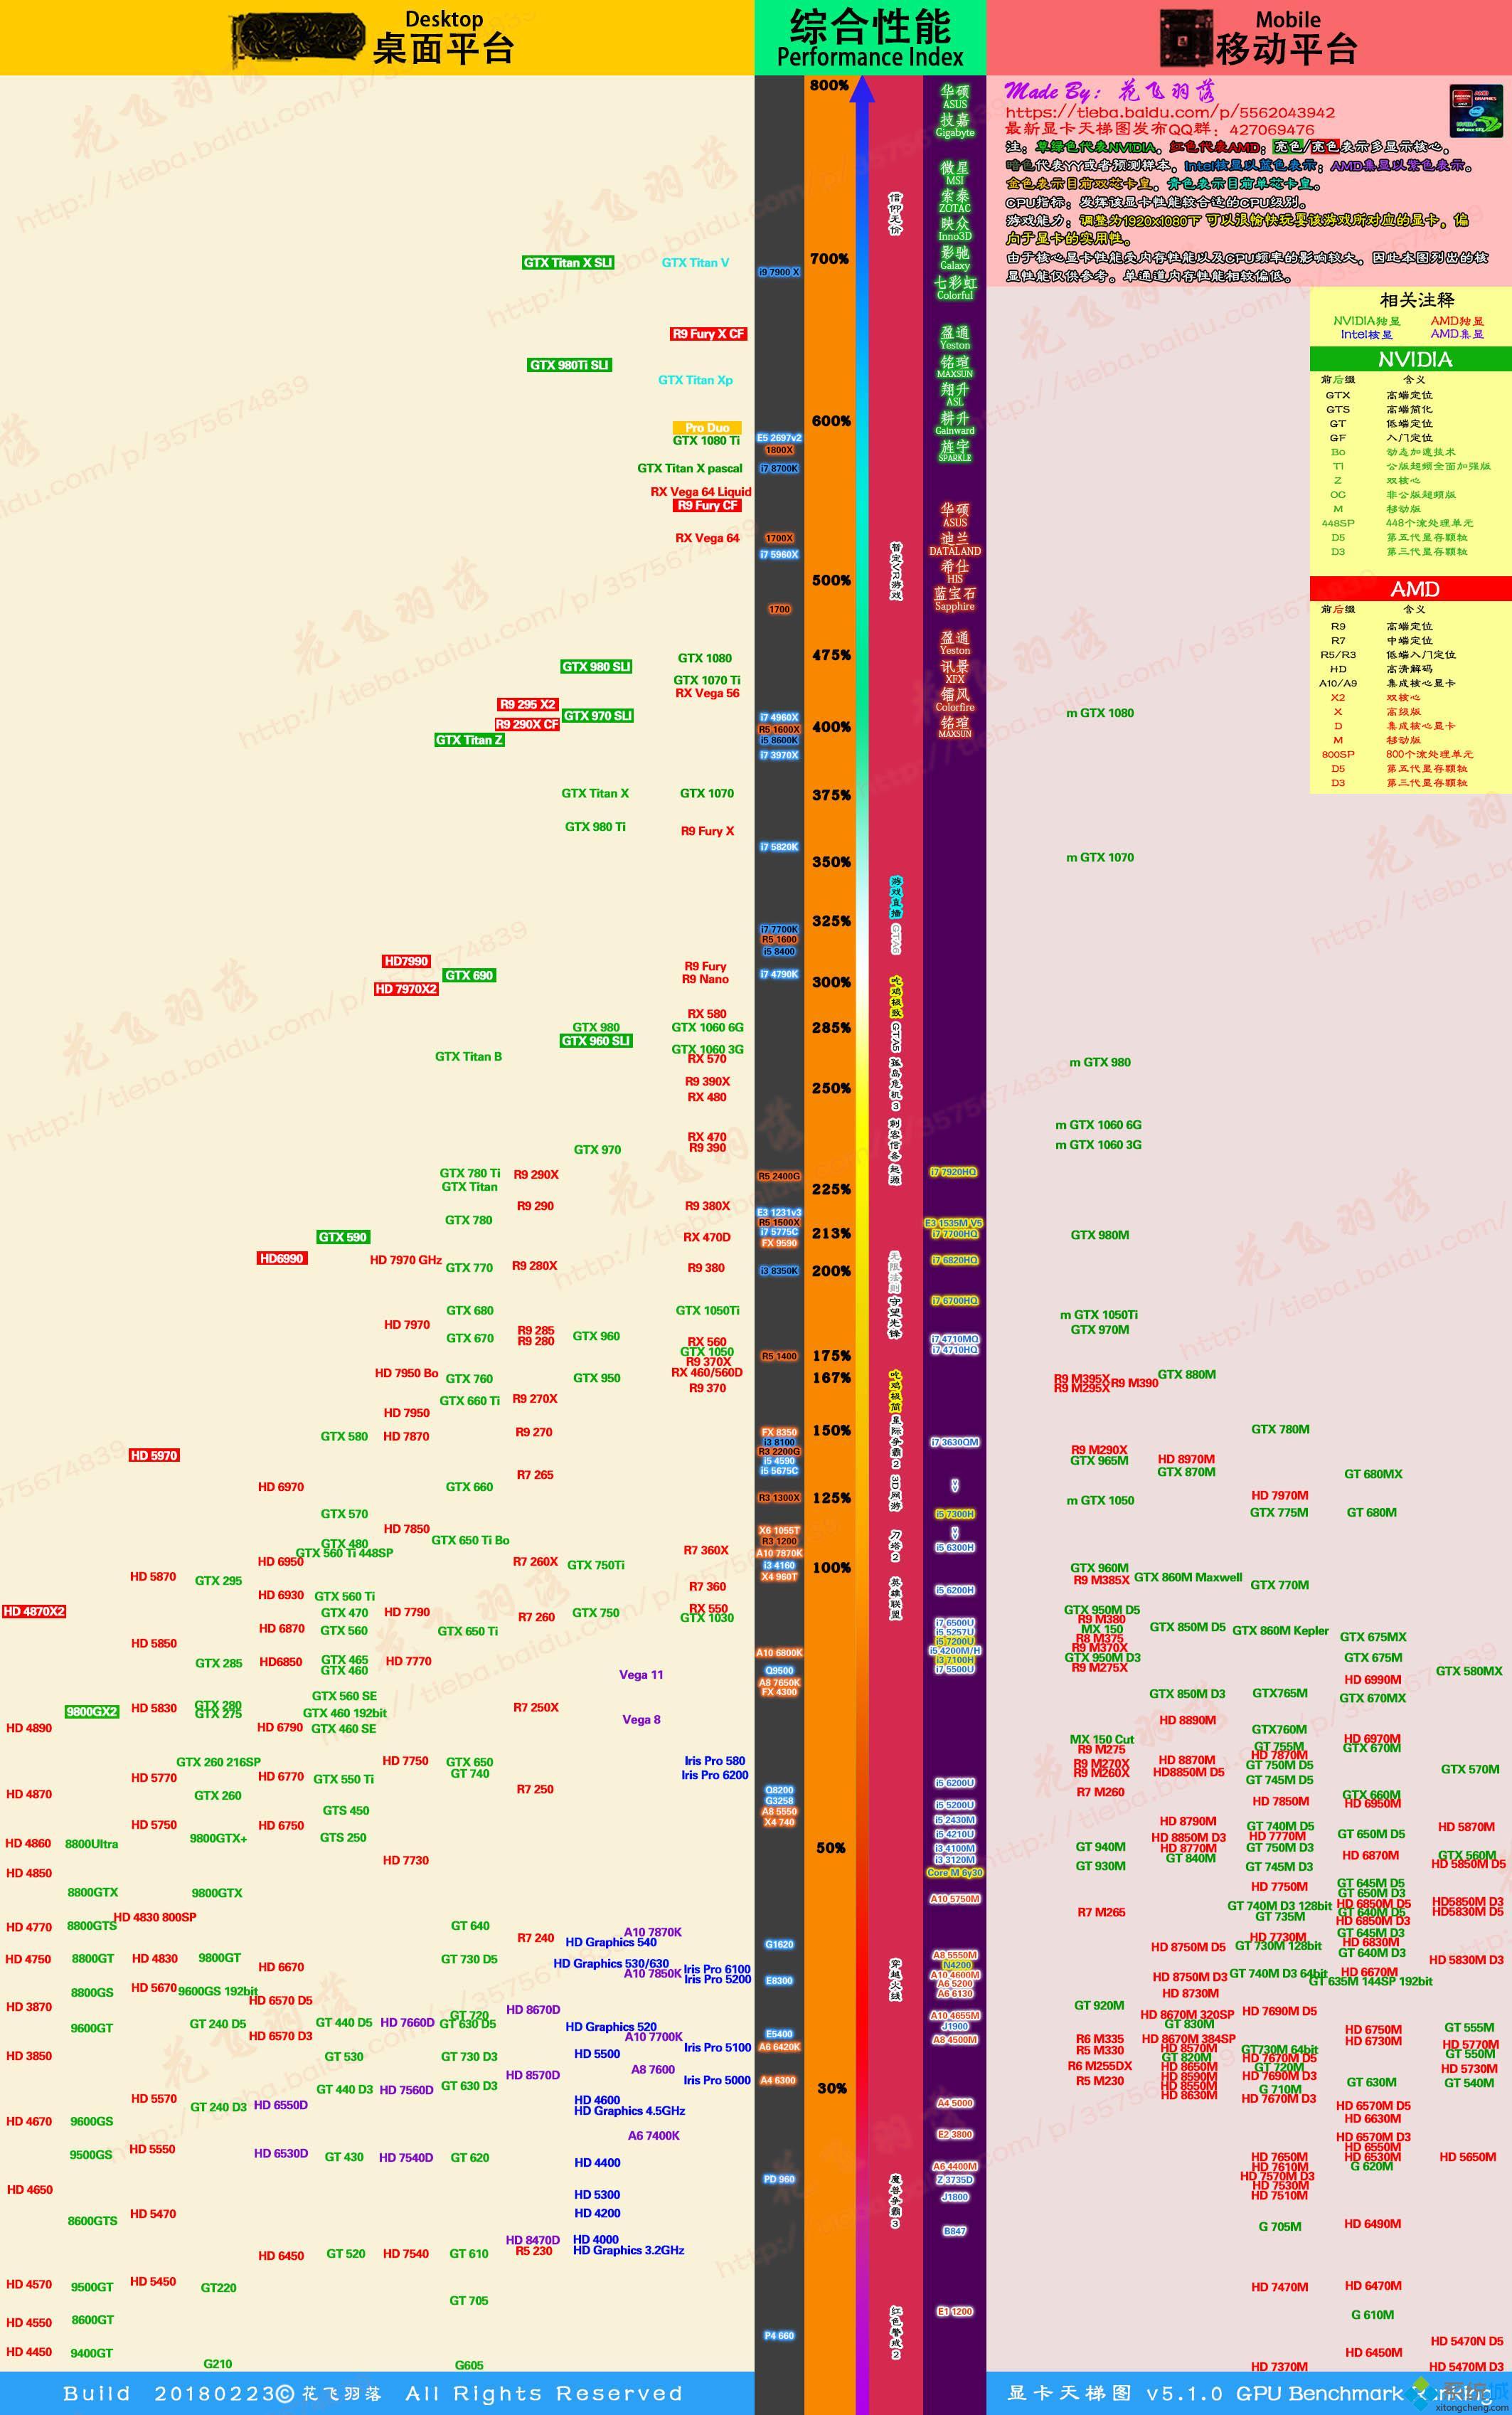 Desktop
桌面平台
综合性能
Performance Index
Mobile
移动平台
Made By: 花飞羽落
https://tieba.baidu.com/p/5562043942
最新显卡天梯图发布QQ群: 427069476
注: 草绿色代表NVIDIA, 红色代表AMD; 亮色/亮色表示多显示核心,
暗色代表YY或者预测样本, Intel核显以蓝色表示; AMD集显以紫色表示。
金色表示目前双芯卡皇, 青色表示目前单芯卡皇。
CPU指标: 发挥该显卡性能较合适的CPU级别。
游戏能力: 调整为1920x1080下 可以很愉快玩耍该游戏所对应的显卡, 偏
向于显卡的实用性。
由于核心显卡性能受内存性能以及CPU频率的影响较大, 因此本图列出的核
显性能仅供参考。单通道内存性能相较偏低。
相关注释
NVIDIA独显 AMD独显
Intel核显 AMD集显
NVIDIA
前后缀 含义
GTX 高端定位
GTS 高端简化
GT 低端定位
GF 入门定位
Bo 动态加速技术
Ti 公版超频全面加强版
Z 双核心
OC 非公版超频版
M 移动版
448SP 448个流处理单元
D5 第五代显存颗粒
D3 第三代显存颗粒
AMD
前后缀 含义
R9 高端定位
R7 中端定位
R5/R3 低端入门定位
HD 高清解码
A10/A9 集成核心显卡
X2 双核心
X 高级版
D 集成核心显卡
M 移动版
800SP 800个流处理单元
D5 第五代显存颗粒
D3 第三代显存颗粒
800%
700%
600%
500%
475%
400%
375%
350%
325%
300%
285%
250%
225%
213%
200%
175%
167%
150%
125%
100%
50%
30%
华硕
ASUS
技嘉
Gigabyte
微星
MSI
索泰
ZOTAC
映众
Inno3D
影驰
Galaxy
七彩虹
Colorful
盈通
Yeston
铭瑄
MAXSUN
翔升
ASL
耕升
Gainward
旌宇
SPARKLE
华硕
ASUS
迪兰
DATALAND
希仕
HIS
蓝宝石
Sapphire
盈通
Yeston
讯景
XFX
镭风
Colorfire
铭瑄
MAXSUN
信仰无价
暂定VR游戏
游戏直播
GTA5
吃鸡极致
GTA5
孤岛危机3
刺客信条起源
无限法则
守望先锋
吃鸡极简
星际争霸2
3D网游
刀塔2
英雄联盟
穿越火线
魔兽争霸3
红色警戒2
GTX Titan X SLI
GTX Titan V
R9 Fury X CF
GTX 980Ti SLI
GTX Titan Xp
Pro Duo
GTX 1080 Ti
GTX Titan X pascal
RX Vega 64 Liquid
R9 Fury CF
RX Vega 64
GTX 1080
GTX 980 SLI
GTX 1070 Ti
RX Vega 56
R9 295 X2
GTX 970 SLI
R9 290X CF
GTX Titan Z
GTX Titan X
GTX 1070
GTX 980 Ti
R9 Fury X
HD7990
GTX 690
HD 7970X2
R9 Fury
R9 Nano
RX 580
GTX 980
GTX 1060 6G
GTX 960 SLI
GTX 1060 3G
GTX Titan B
RX 570
R9 390X
RX 480
RX 470
R9 390
GTX 970
GTX 780 Ti
R9 290X
GTX Titan
R9 290
R9 380X
GTX 780
GTX 590
RX 470D
HD6990
HD 7970 GHz
GTX 770
R9 280X
R9 380
GTX 680
GTX 1050Ti
HD 7970
R9 285
GTX 670
R9 280
GTX 960
RX 560
GTX 1050
R9 370X
HD 7950 Bo
GTX 760
GTX 950
RX 460/560D
R9 370
GTX 660 Ti
R9 270X
HD 7950
GTX 580
HD 7870
R9 270
HD 5970
R7 265
HD 6970
GTX 660
GTX 570
HD 7850
GTX 480
GTX 650 Ti Bo
GTX 560 Ti 448SP
R7 360X
HD 6950
R7 260X
GTX 750Ti
HD 5870
GTX 295
R7 360
HD 6930
GTX 560 Ti
HD 4870X2
GTX 470
HD 7790
R7 260
GTX 750
RX 550
GTX 1030
HD 6870
GTX 560
GTX 650 Ti
HD 5850
GTX 285
HD6850
GTX 465
HD 7770
GTX 460
Vega 11
GTX 560 SE
9800GX2
HD 5830
GTX 280
GTX 275
GTX 460 192bit
R7 250X
Vega 8
HD 4890
HD 6790
GTX 460 SE
GTX 260 216SP
HD 7750
GTX 650
Iris Pro 580
GT 740
Iris Pro 6200
HD 5770
HD 6770
GTX 550 Ti
R7 250
HD 4870
GTX 260
GTS 450
HD 5750
HD 6750
HD 4860
8800Ultra
9800GTX+
GTS 250
HD 7730
HD 4850
8800GTX
9800GTX
HD 4830 800SP
HD 4770
8800GTS
GT 640
R7 240
A10 7870K
HD Graphics 540
HD 4750
8800GT
HD 4830
9800GT
HD 6670
GT 730 D5
HD Graphics 530/630
A10 7850K
Iris Pro 6100
Iris Pro 5200
8800GS
HD 5670
9600GS 192bit
HD 6570 D5
HD 3870
HD 8670D
GT 720
9600GT
GT 240 D5
GT 440 D5
HD 7660D
GT 630 D5
HD Graphics 520
HD 6570 D3
A10 7700K
Iris Pro 5100
HD 3850
GT 530
GT 730 D3
HD 5500
HD 8570D
A8 7600
Iris Pro 5000
GT 440 D3
HD 7560D
GT 630 D3
HD 5570
GT 240 D3
HD 6550D
HD 4600
HD Graphics 4.5GHz
HD 4670
9600GS
A6 7400K
HD 5550
9500GS
HD 6530D
GT 430
HD 7540D
GT 620
HD 4400
HD 4650
HD 5300
HD 5470
8600GTS
HD 4200
HD 8470D
HD 4000
HD 6450
GT 520
HD 7540
GT 610
R5 230
HD Graphics 3.2GHz
HD 4570
9500GT
HD 5450
GT220
GT 705
HD 4550
8600GT
HD 4450
9400GT
G210
G605
i9 7900 X
E5 2697v2
1800X
i7 8700K
1700X
i7 5960X
1700
i7 4960X
R5 1600X
i5 8600K
i7 3970X
i7 5820K
i7 7700K
R5 1600
i5 8400
i7 4790K
R5 2400G
E3 1231v3
R5 1500X
i7 5775C
FX 9590
i3 8350K
R5 1400
FX 8350
i3 8100
R3 2200G
i5 4590
i5 5675C
R3 1300X
X6 1055T
R3 1200
A10 7870K
i3 4160
X4 960T
A10 6800K
Q9500
A8 7650K
FX 4300
Q8200
G3258
A8 5550
X4 740
G1620
E8300
E5400
A6 6420K
A4 6300
PD 960
P4 660
i7 7920HQ
E3 1535M V5
i7 7700HQ
i7 6820HQ
i7 6700HQ
i7 4710MQ
i7 4710HQ
i7 3630QM
i5 7300H
i5 6300H
i5 6200H
i7 6500U
i5 5257U
i5 7200U
i5 4200M/H
i3 7100H
i7 5500U
i5 6200U
i5 5200U
i5 2430M
i5 4210U
i3 4100M
i3 3120M
Core M 6y30
A10 5750M
A8 5550M
N4200
A10 4600M
A6 5200
A6 6130
A10 4655M
J1900
A8 4500M
A4 5000
E2 3800
A6 4400M
Z 3735D
J1800
B847
E1 1200
m GTX 1080
m GTX 1070
m GTX 980
m GTX 1060 6G
m GTX 1060 3G
GTX 980M
m GTX 1050Ti
GTX 970M
GTX 880M
R9 M395X
R9 M390
R9 M295X
GTX 780M
R9 M290X
GTX 965M
HD 8970M
GTX 870M
GT 680MX
HD 7970M
m GTX 1050
GTX 775M
GT 680M
GTX 960M
R9 M385X
GTX 860M Maxwell
GTX 770M
GTX 950M D5
R9 M380
GTX 850M D5
MX 150
GTX 860M Kepler
R8 M375
GTX 675MX
R9 M370X
GTX 950M D3
GTX 675M
R9 M275X
GTX 580MX
HD 6990M
GTX 850M D3
GTX765M
GTX 670MX
HD 8890M
GTX760M
MX 150 Cut
HD 6970M
R9 M275
GT 755M
GTX 670M
HD 7870M
R9 M270X
HD 8870M
GT 750M D5
GTX 570M
R9 M260X
HD8850M D5
GT 745M D5
R7 M260
GTX 660M
HD 7850M
HD 6950M
HD 8790M
GT 740M D5
HD 5870M
HD 8850M D3
HD 7770M
GT 650M D5
GT 940M
HD 8770M
GT 750M D3
GT 840M
HD 6870M
GTX 560M
GT 930M
GT 745M D3
HD 5850M D5
HD 7750M
GT 645M D5
GT 650M D3
GT 740M D3 128bit
HD 6850M D5
HD5850M D3
R7 M265
GT 735M
GT 640M D5
HD5830M D5
HD 6850M D3
GT 645M D3
HD 7730M
HD 6830M
HD 8750M D5
GT 730M 128bit
GT 640M D3
HD 5830M D3
HD 8750M D3
GT 740M D3 64bit
HD 6670M
GT 635M 144SP 192bit
HD 8730M
GT 920M
HD 8670M 320SP
HD 7690M D5
GT 830M
HD 6750M
GT 555M
R6 M335
HD 8670M 384SP
HD 6730M
HD 5770M
R5 M330
HD 8570M
GT730M 64bit
GT 550M
GT 820M
HD 7670M D5
R6 M255DX
HD 8650M
GT 720M
HD 5730M
HD 8590M
HD 7690M D3
R5 M230
HD 8550M
GT 630M
GT 540M
HD 8630M
G 710M
HD 7670M D3
HD 6570M D5
HD 6630M
HD 6570M D3
HD 6550M
HD 7650M
HD 6530M
HD 5650M
HD 7610M
G 620M
HD 7570M D3
HD 7530M
HD 7510M
G 705M
HD 6490M
HD 7470M
HD 6470M
G 610M
HD 5470N D5
HD 6450M
HD 7370M
HD 5470M D3
Build 20180223© 花飞羽落 All Rights Reserved
显卡天梯图 v5.1.0 GPU Benchmark Ranking
系统城
xitongcheng.com
花飞羽落
http://tieba.baidu.com/p/3575674839